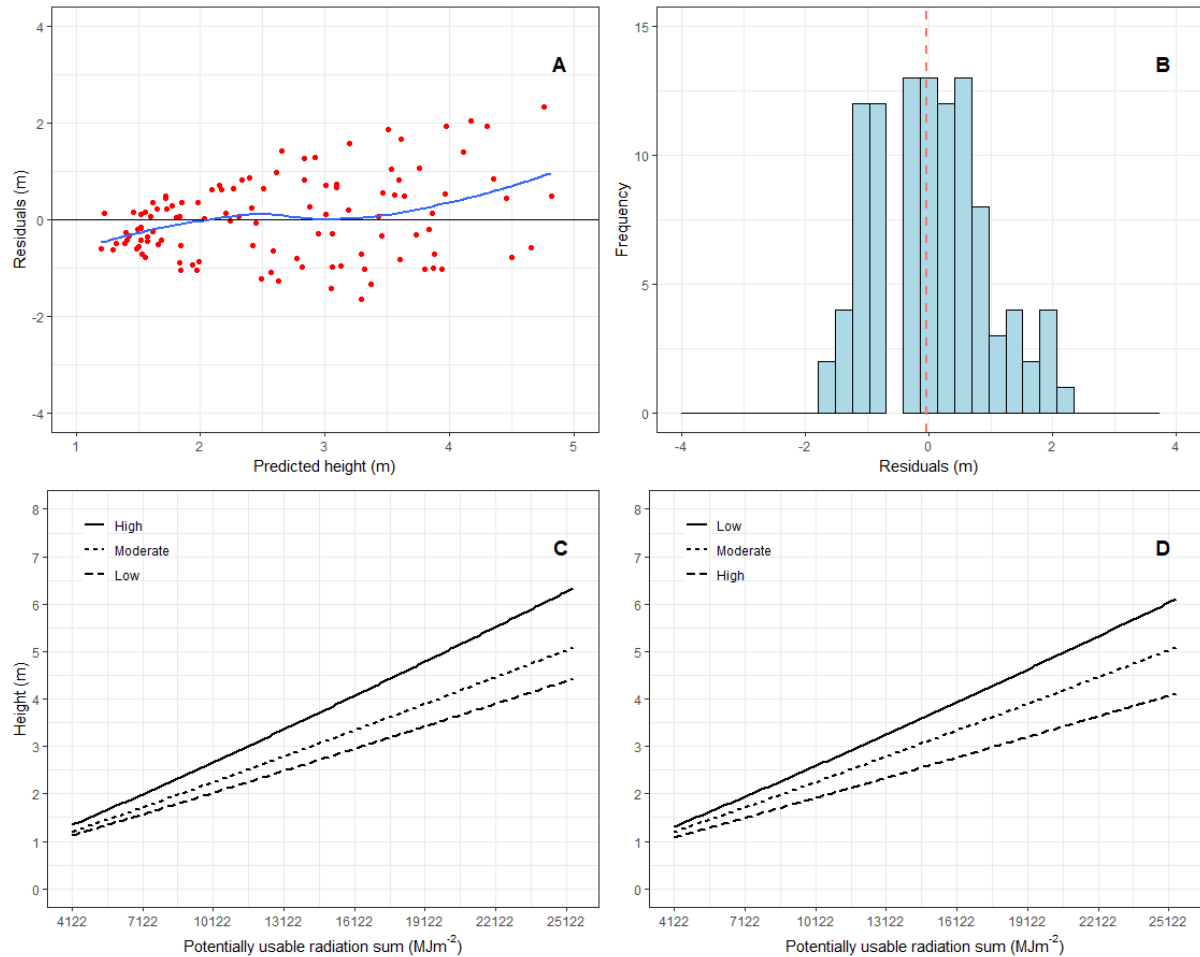 A
4
2
0
-2
-4
Residuals (m)
1 2 3 4 5
Predicted height (m)
B
15
10
5
0
Frequency
-4 -2 0 2 4
Residuals (m)
C
High
Moderate
Low
8
7
6
5
4
3
2
1
0
Height (m)
4122 7122 10122 13122 16122 19122 22122 25122
Potentially usable radiation sum (MJm⁻²)
D
Low
Moderate
High
8
7
6
5
4
3
2
1
0
4122 7122 10122 13122 16122 19122 22122 25122
Potentially usable radiation sum (MJm⁻²)